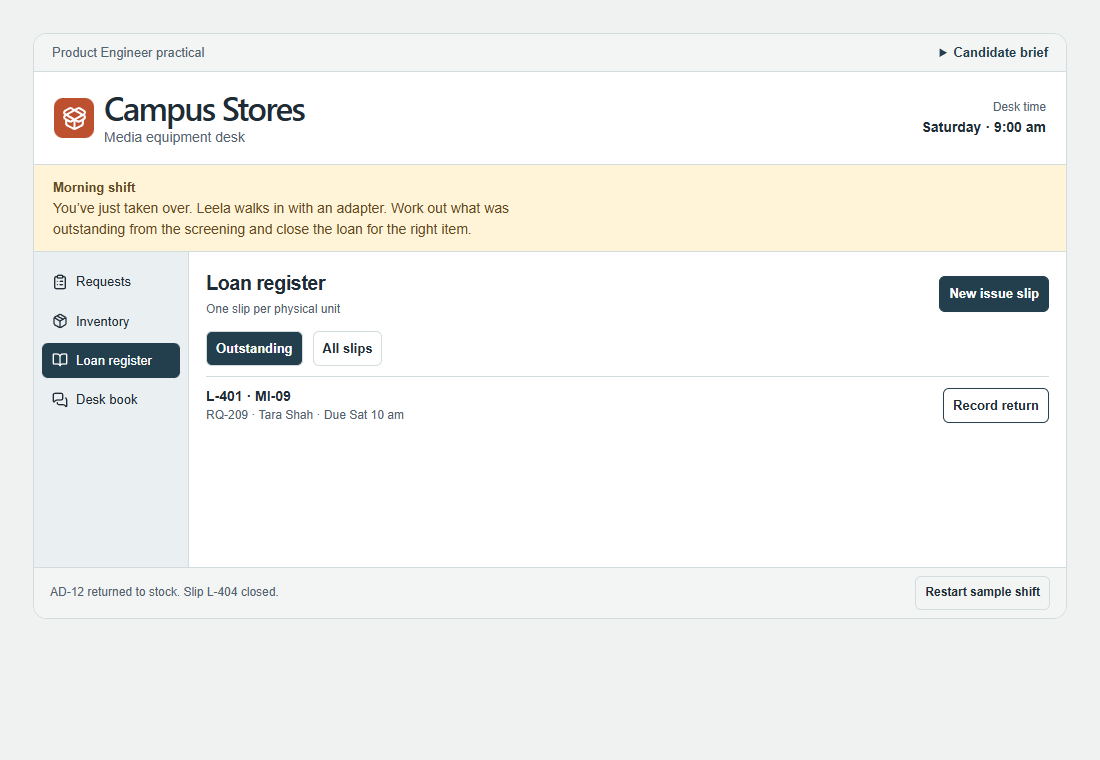 Product Engineer practical
▶ Candidate brief
Campus Stores
Media equipment desk
Desk time
Saturday · 9:00 am
Morning shift
You’ve just taken over. Leela walks in with an adapter. Work out what was
outstanding from the screening and close the loan for the right item.
Requests
Inventory
Loan register
Desk book
Loan register
One slip per physical unit
New issue slip
Outstanding
All slips
L-401 · MI-09
RQ-209 · Tara Shah · Due Sat 10 am
Record return
AD-12 returned to stock. Slip L-404 closed.
Restart sample shift